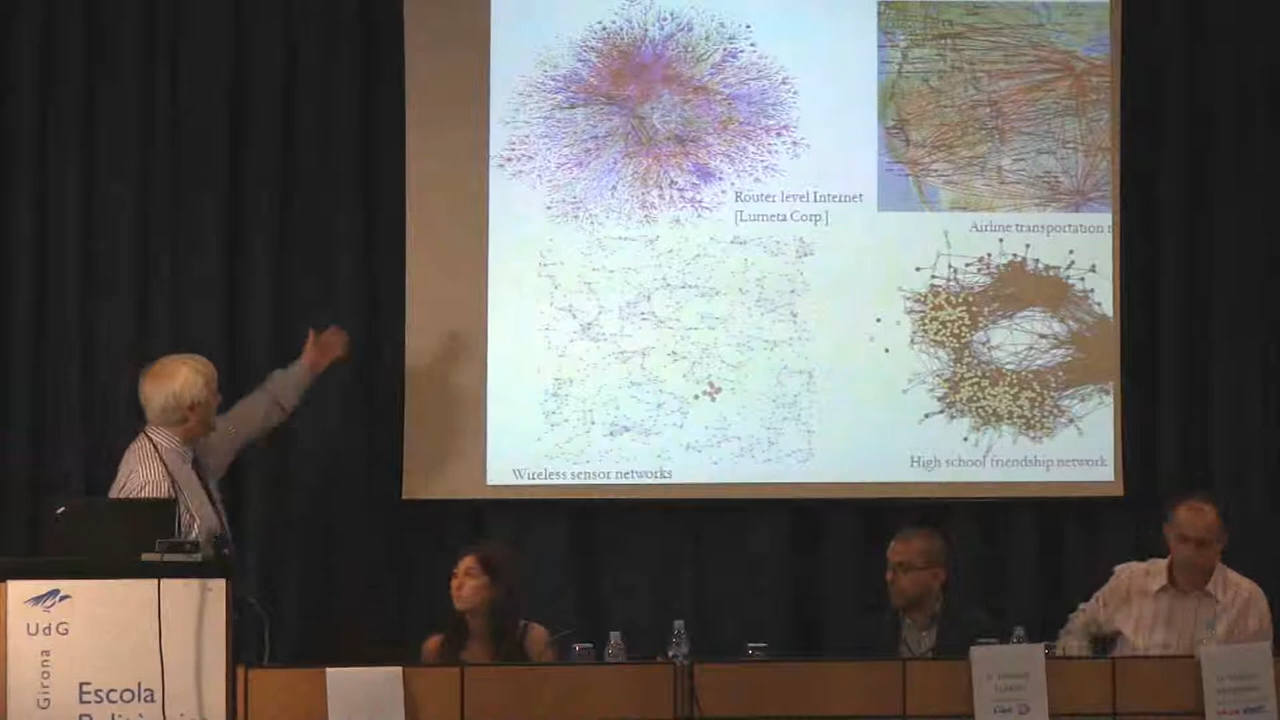 Router level Internet
[Lumeta Corp.]
Airline transportation
Wireless sensor networks
High school friendship network
UdG
Girona
Escola